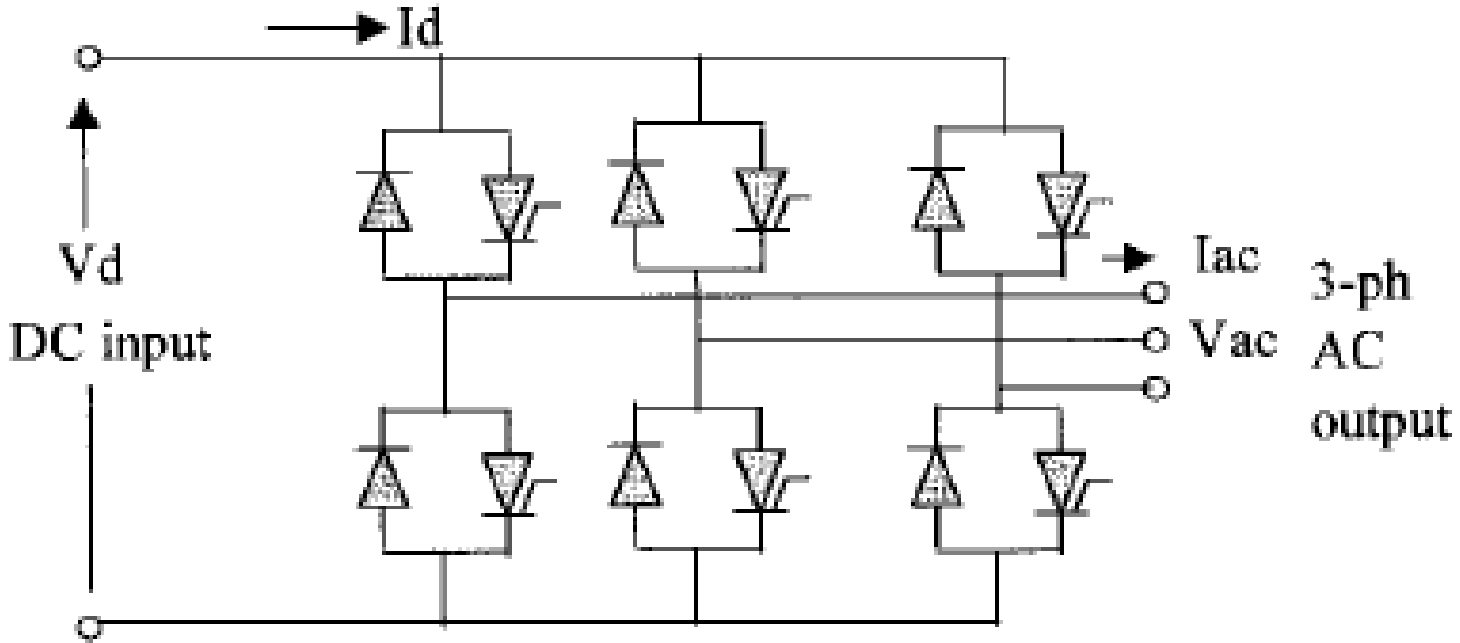 Id
Vd
DC input
Iac
Vac
3-ph
AC
output